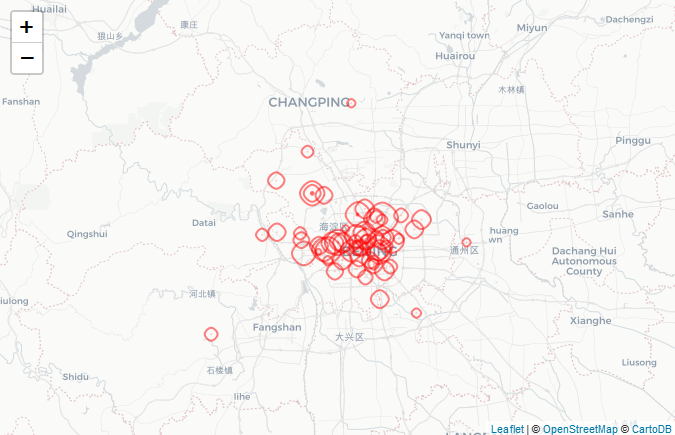 Huailai
康庄
Dachengzi
+
狼山乡
Yanqi town
Miyun
−
Huairou
木林镇
Fanshan
CHANGPING
Pinggu
Shunyi
Gaolou
Sanhe
Datai
海淀区
Qingshui
huang
wn
通州区
Dachang Hui
Autonomous
County
河北镇
Xianghe
Fangshan
大兴区
Liusong
Shidu
石楼镇
lihe
Leaflet | © OpenStreetMap © CartoDB